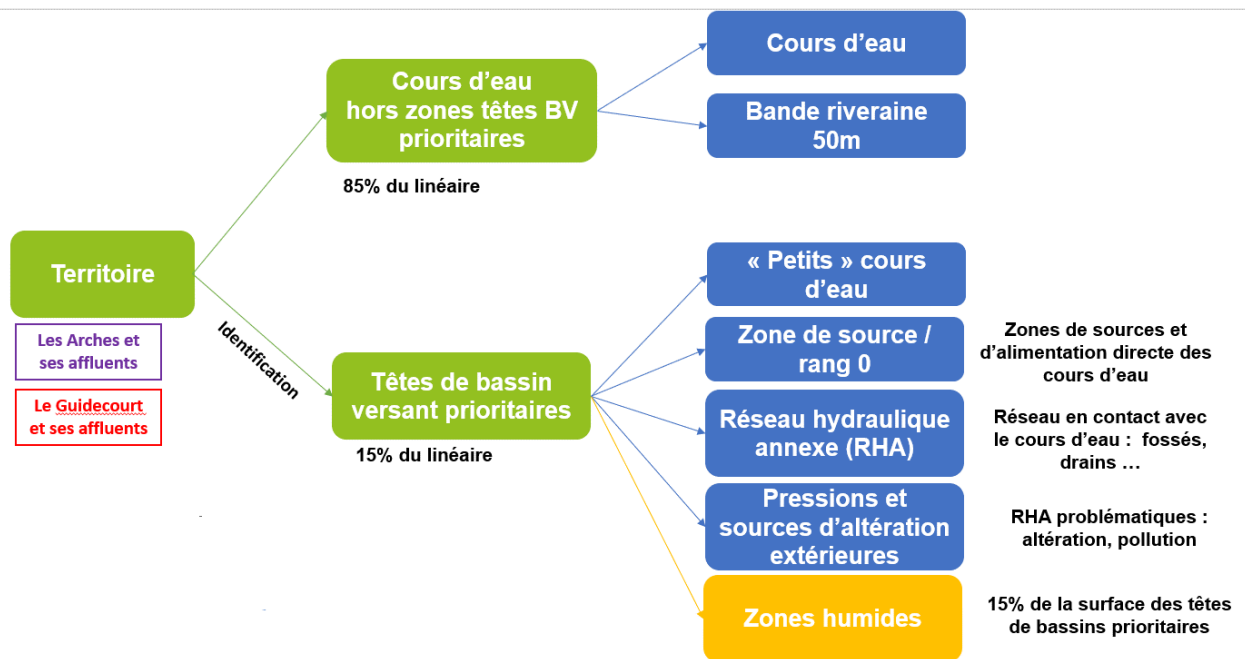 Cours d'eau
hors zones têtes BV
prioritaires
85% du linéaire
Cours d'eau
Bande riveraine
50m
Territoire
Les Arches et
ses affluents
Le Guidecourt
et ses affluents
Identification
Têtes de bassin
versant prioritaires
15% du linéaire
« Petits » cours
d'eau
Zone de source /
rang 0
Zones de sources et
d'alimentation directe des
cours d'eau
Réseau hydraulique
annexe (RHA)
Réseau en contact avec
le cours d'eau : fossés,
drains ...
Pressions et
sources d'altération
extérieures
RHA problématiques :
altération, pollution
Zones humides
15% de la surface des têtes
de bassins prioritaires